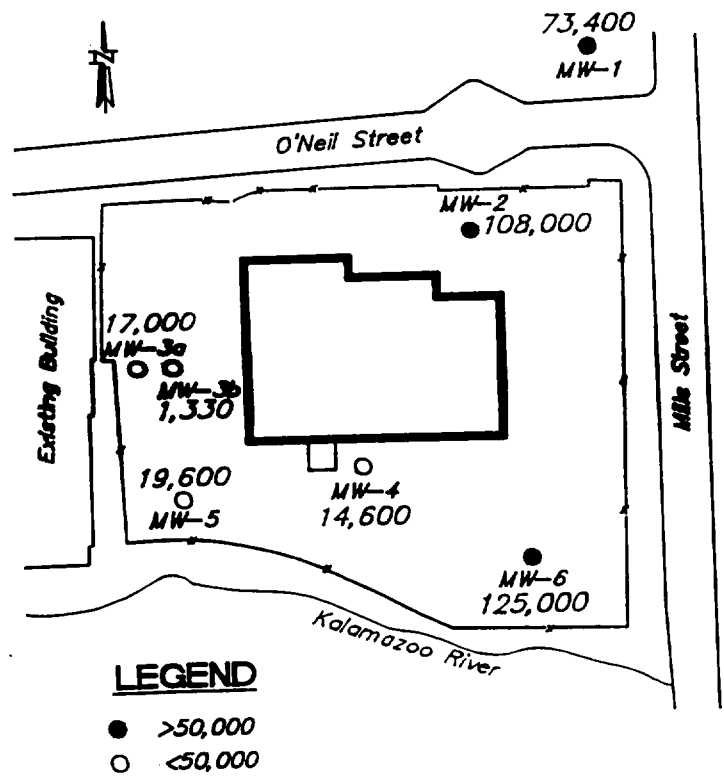 73,400
MW-1
N
O'Neil Street
MW-2
108,000
Existing Building
17,000
MW-3a
MW-3b
1,330
Mills Street
19,600
MW-5
MW-4
14,600
MW-6
125,000
Kalamazoo River
LEGEND
>50,000
<50,000